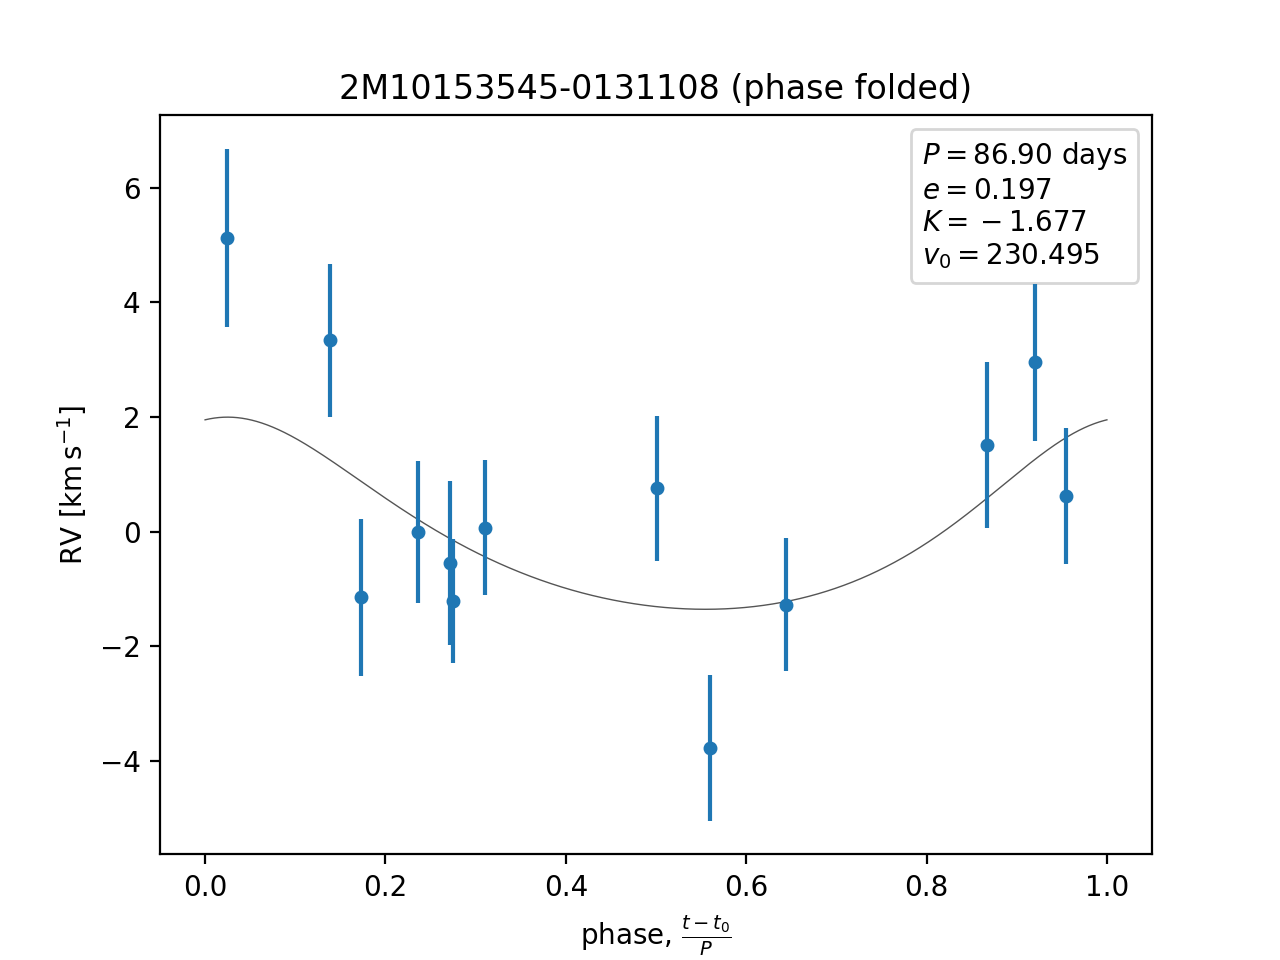 2M10153545-0131108 (phase folded)
P = 86.90 days
e = 0.197
K = −1.677
v₀ = 230.495
RV [km s⁻¹]
6
4
2
0
−2
−4
0.0 0.2 0.4 0.6 0.8 1.0
phase, (t − t₀)/P